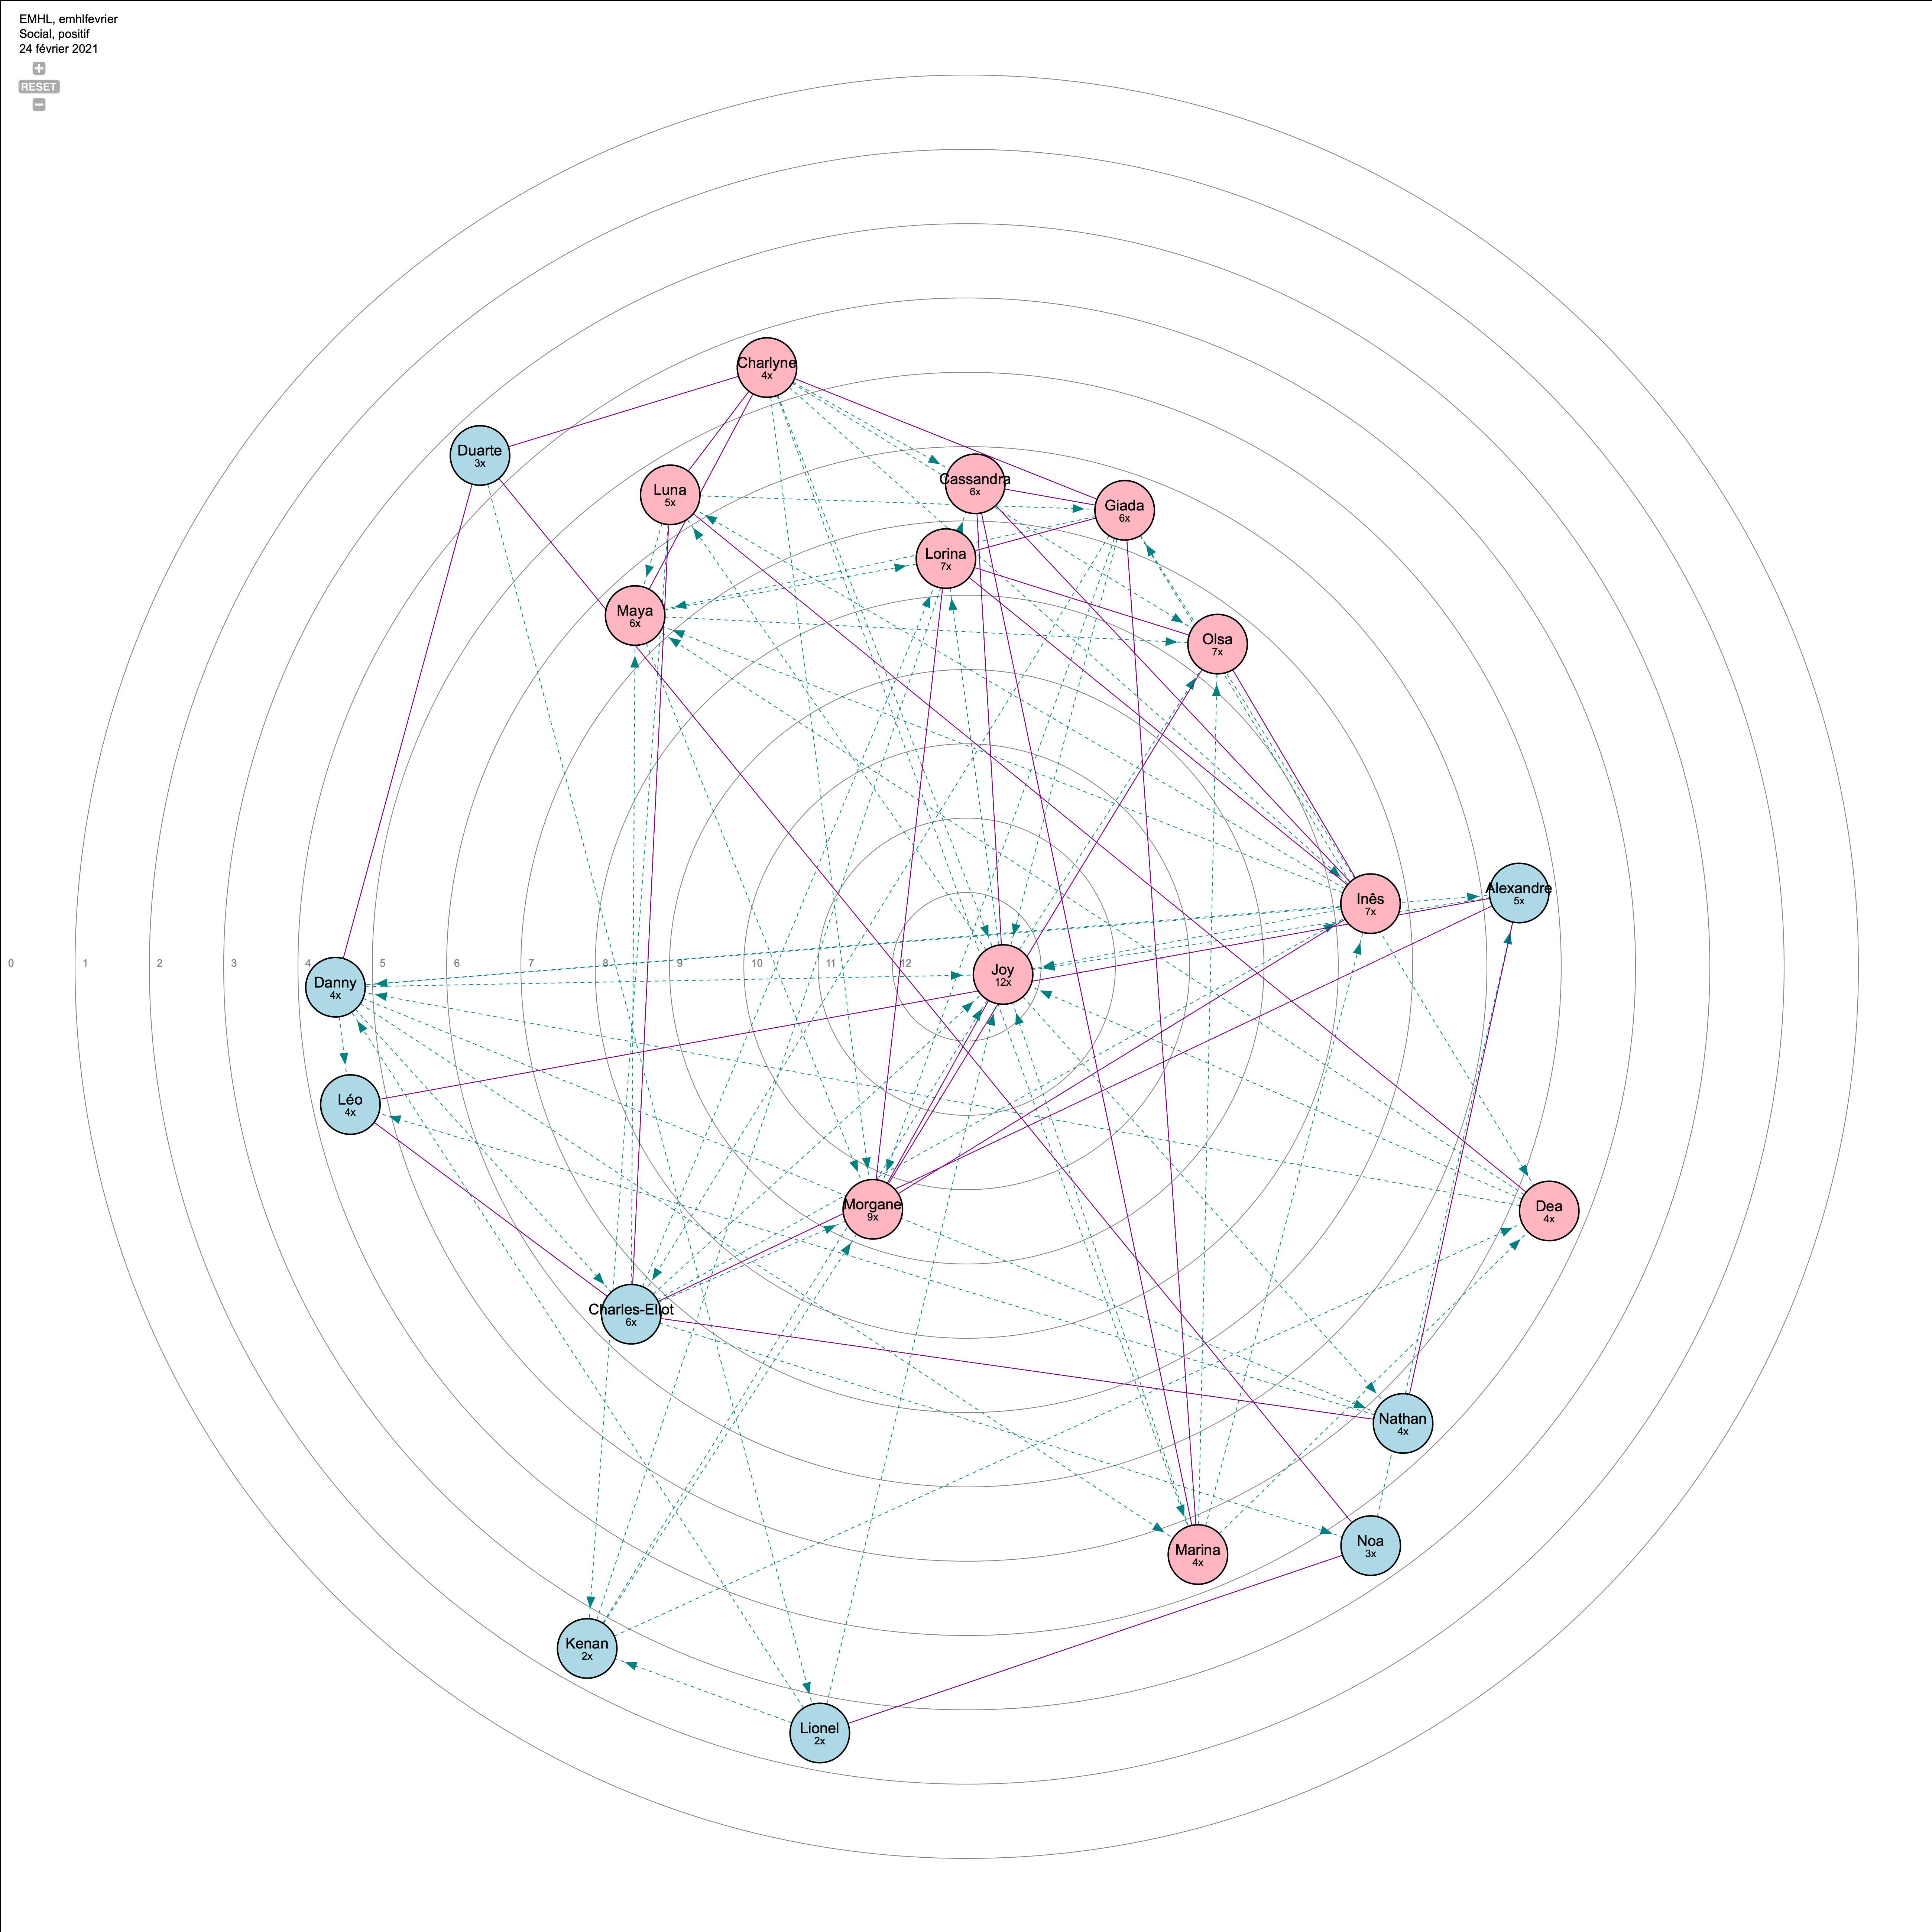 EMHL, emhlfevrier
Social, positif
24 février 2021
+
RESET
−
Charlyne
4x
Duarte
3x
Luna
5x
Cassandra
6x
Giada
6x
Lorina
7x
Maya
6x
Olsa
7x
Inês
7x
Alexandre
5x
0 1 2 3 4 5 6 7 8 9 10 11 12
Joy
12x
Danny
4x
Léo
4x
Morgane
9x
Dea
4x
Charles-Eliot
6x
Nathan
4x
Marina
4x
Noa
3x
Kenan
2x
Lionel
2x